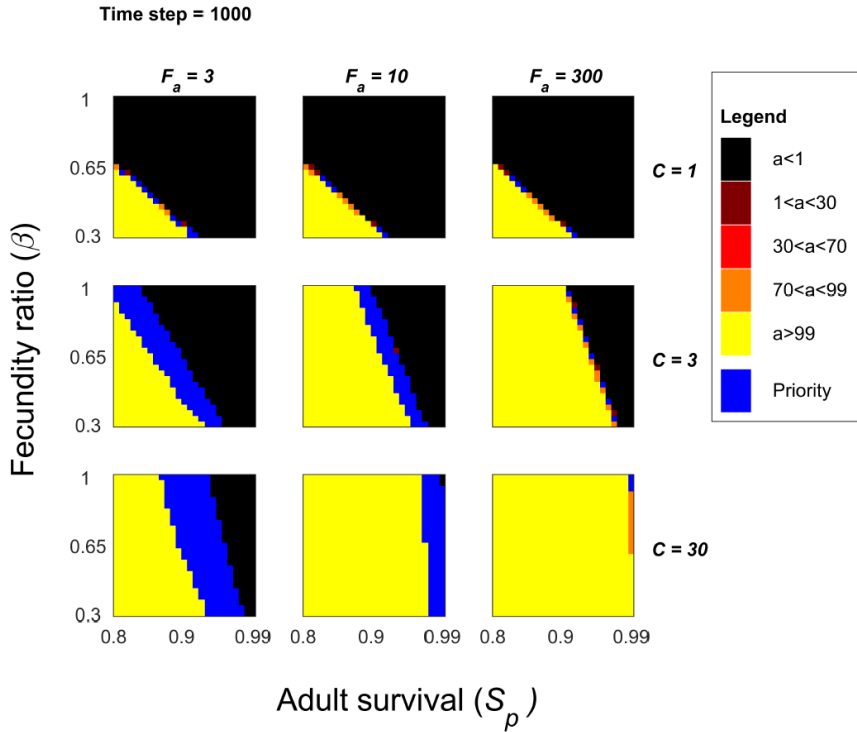 Time step = 1000
F_a = 3
F_a = 10
F_a = 300
Fecundity ratio (β)
1
0.65
0.3
C = 1
1
0.65
0.3
C = 3
1
0.65
0.3
C = 30
0.8
0.9
0.99
0.8
0.9
0.99
0.8
0.9
0.99
Adult survival (S_p)
Legend
a<1
1<a<30
30<a<70
70<a<99
a>99
Priority